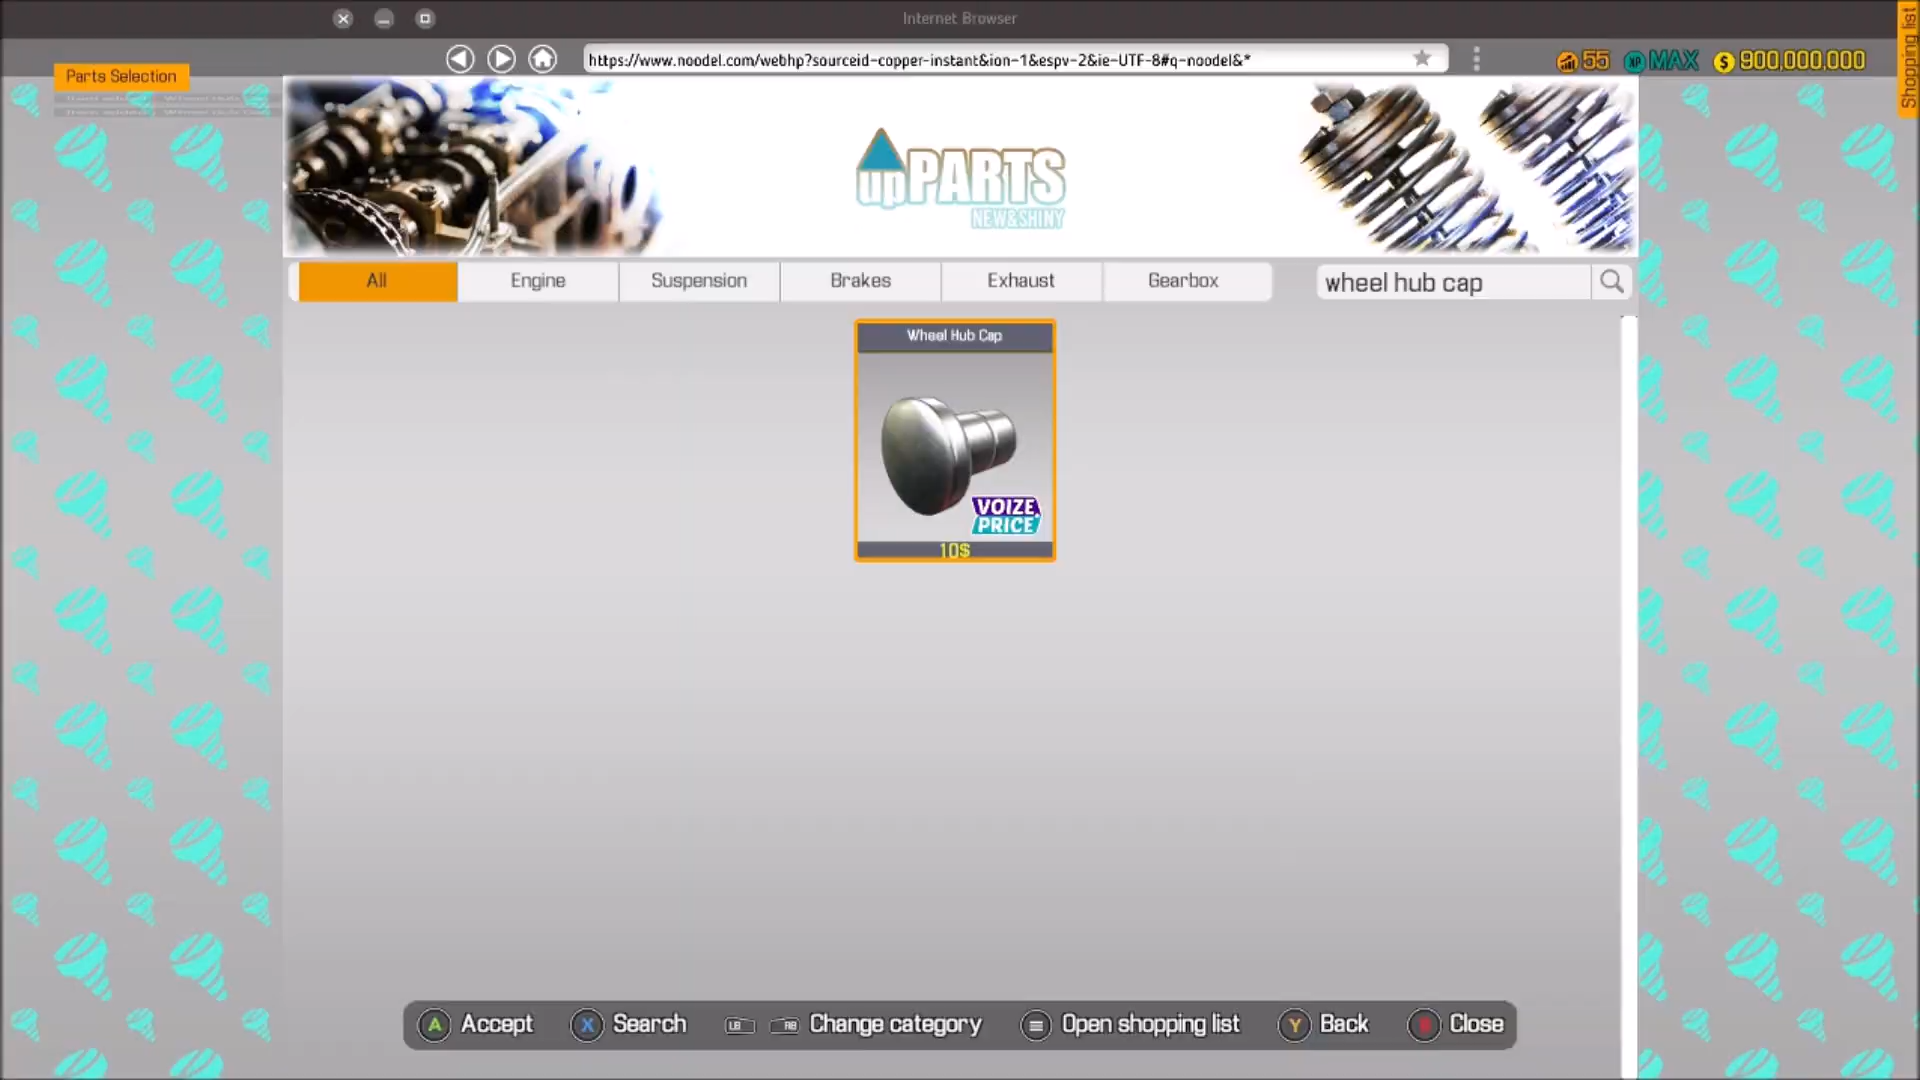 Internet Browser
Shopping list
https://www.noodel.com/webhp?sourceid-copper-instant&ion-1&espv-2&ie-UTF-8#q-noodel&*
55
XP MAX
$ 900,000,000
Parts Selection
upPARTS
NEW&SHINY
All
Engine
Suspension
Brakes
Exhaust
Gearbox
wheel hub cap
Wheel Hub Cap
VOIZE
PRICE
10$
A Accept
X Search
LB RB Change category
Open shopping list
Y Back
Close